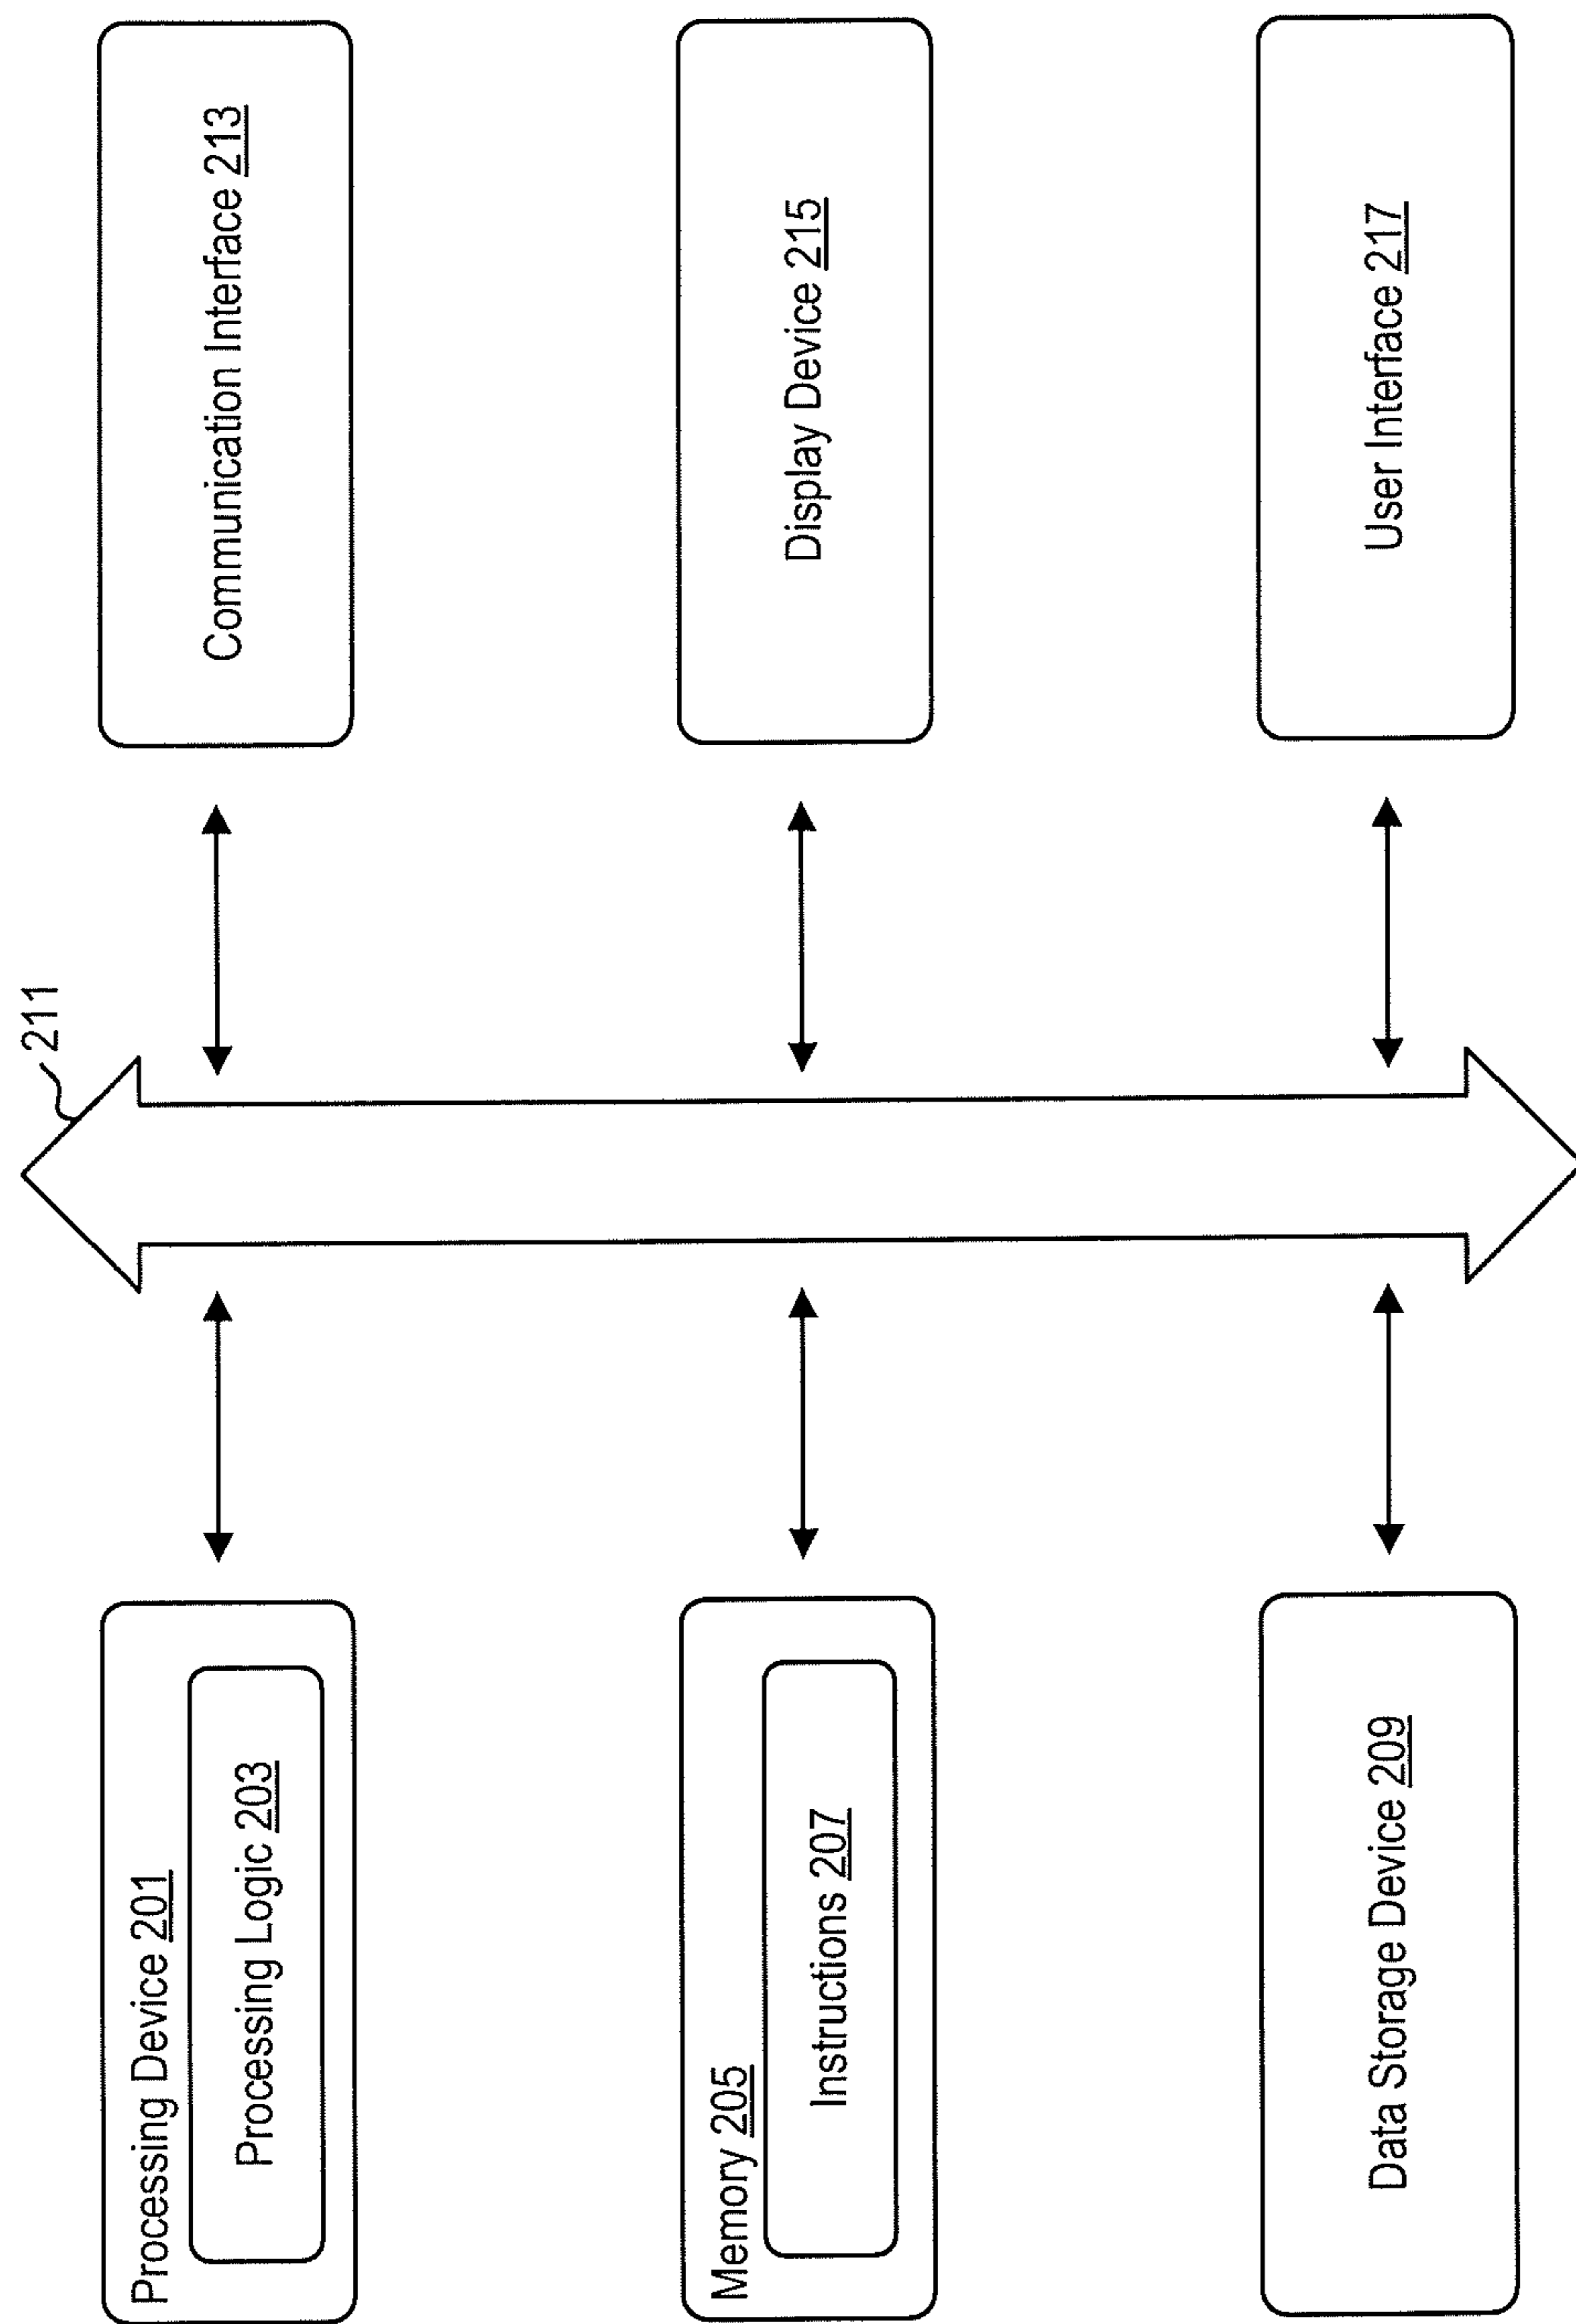 211
Processing Device 201
Processing Logic 203
Communication Interface 213
Memory 205
Instructions 207
Display Device 215
Data Storage Device 209
User Interface 217